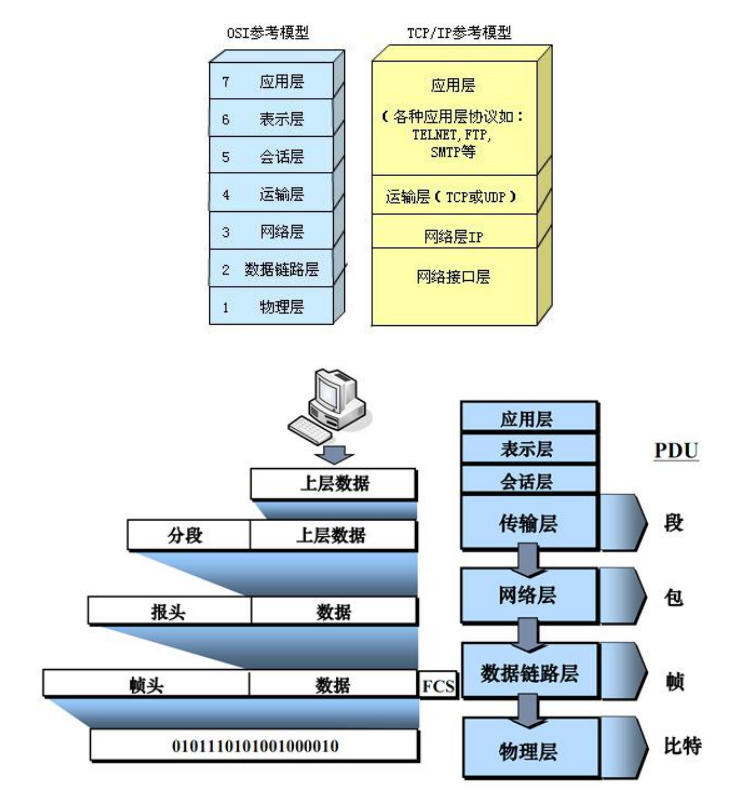 OSI参考模型
TCP/IP参考模型
7 应用层
6 表示层
5 会话层
4 运输层
3 网络层
2 数据链路层
1 物理层
应用层
(各种应用层协议如:
TELNET,FTP,
SMTP等
运输层(TCP或UDP)
网络层IP
网络接口层
上层数据
分段 上层数据
报头 数据
帧头 数据 FCS
0101110101001000010
应用层
表示层
会话层
传输层
网络层
数据链路层
物理层
PDU
段
包
帧
比特